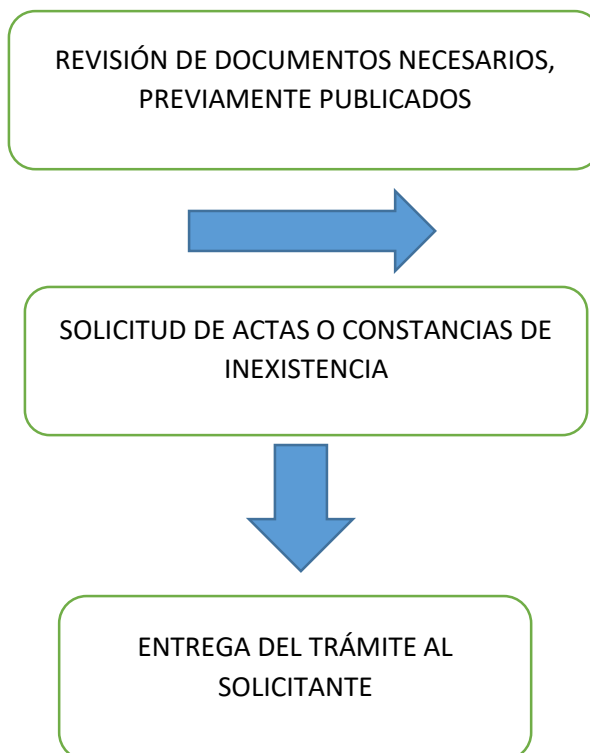 REVISIÓN DE DOCUMENTOS NECESARIOS,
PREVIAMENTE PUBLICADOS
SOLICITUD DE ACTAS O CONSTANCIAS DE
INEXISTENCIA
ENTREGA DEL TRÁMITE AL
SOLICITANTE